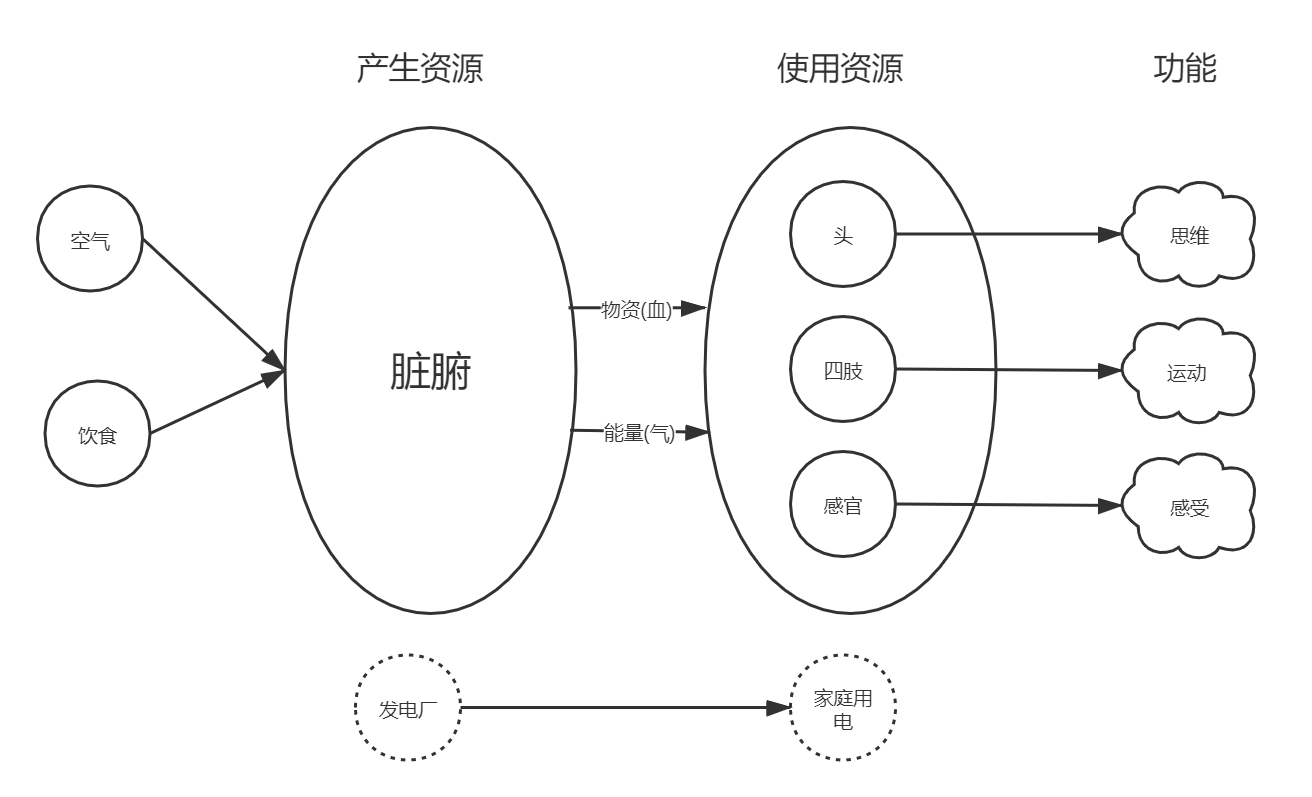 产生资源
使用资源
功能
空气
饮食
脏腑
物资(血)
能量(气)
头
四肢
感官
思维
运动
感受
发电厂
家庭用
电